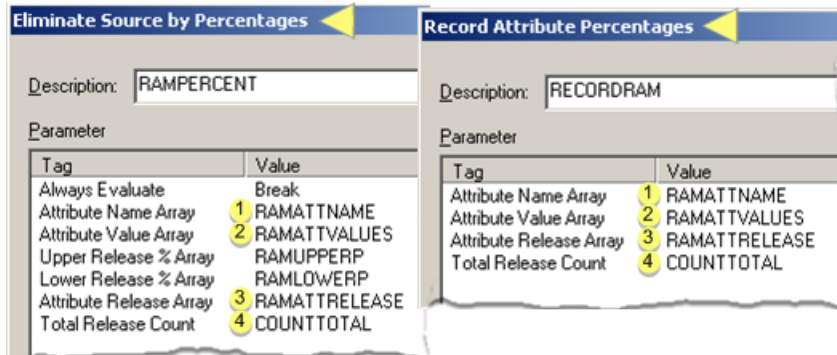 Eliminate Source by Percentages
Description: RAMPERCENT
Parameter
Tag Value
Always Evaluate Break
Attribute Name Array 1 RAMATTNAME
Attribute Value Array 2 RAMATTVALUES
Upper Release % Array RAMUPPERP
Lower Release % Array RAMLOWERP
Attribute Release Array 3 RAMATTRELEASE
Total Release Count 4 COUNTTOTAL
Record Attribute Percentages
Description: RECORDRAM
Parameter
Tag Value
Attribute Name Array 1 RAMATTNAME
Attribute Value Array 2 RAMATTVALUES
Attribute Release Array 3 RAMATTRELEASE
Total Release Count 4 COUNTTOTAL